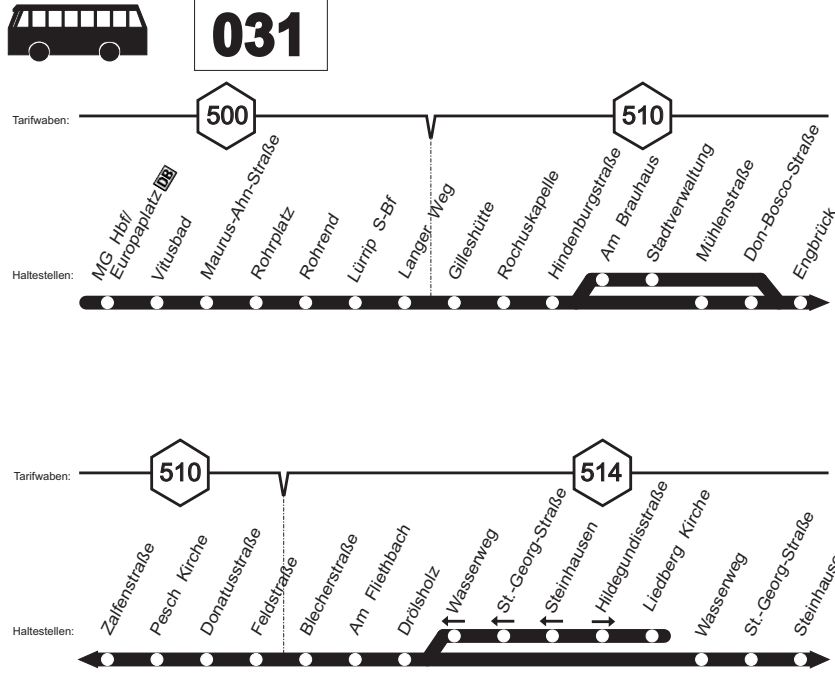 031
Tarifwaben:
500
510
MG Hbf/
Europaplatz DB
Vitusbad
Maurus-Ahn-Straße
Rohrplatz
Rohrend
Lürrip S-Bf
Langer Weg
Gilleshütte
Rochuskapelle
Hindenburgstraße
Am Brauhaus
Stadtverwaltung
Mühlenstraße
Don-Bosco-Straße
Engbrück
Haltestellen:
Tarifwaben:
510
514
Zalfenstraße
Pesch Kirche
Donatusstraße
Feldstraße
Blecherstraße
Am Fliethbach
Drölsholz
Wasserweg
St.-Georg-Straße
Steinhausen
Hildegundisstraße
Liedberg Kirche
Wasserweg
St.-Georg-Straße
Steinhause
Haltestellen: